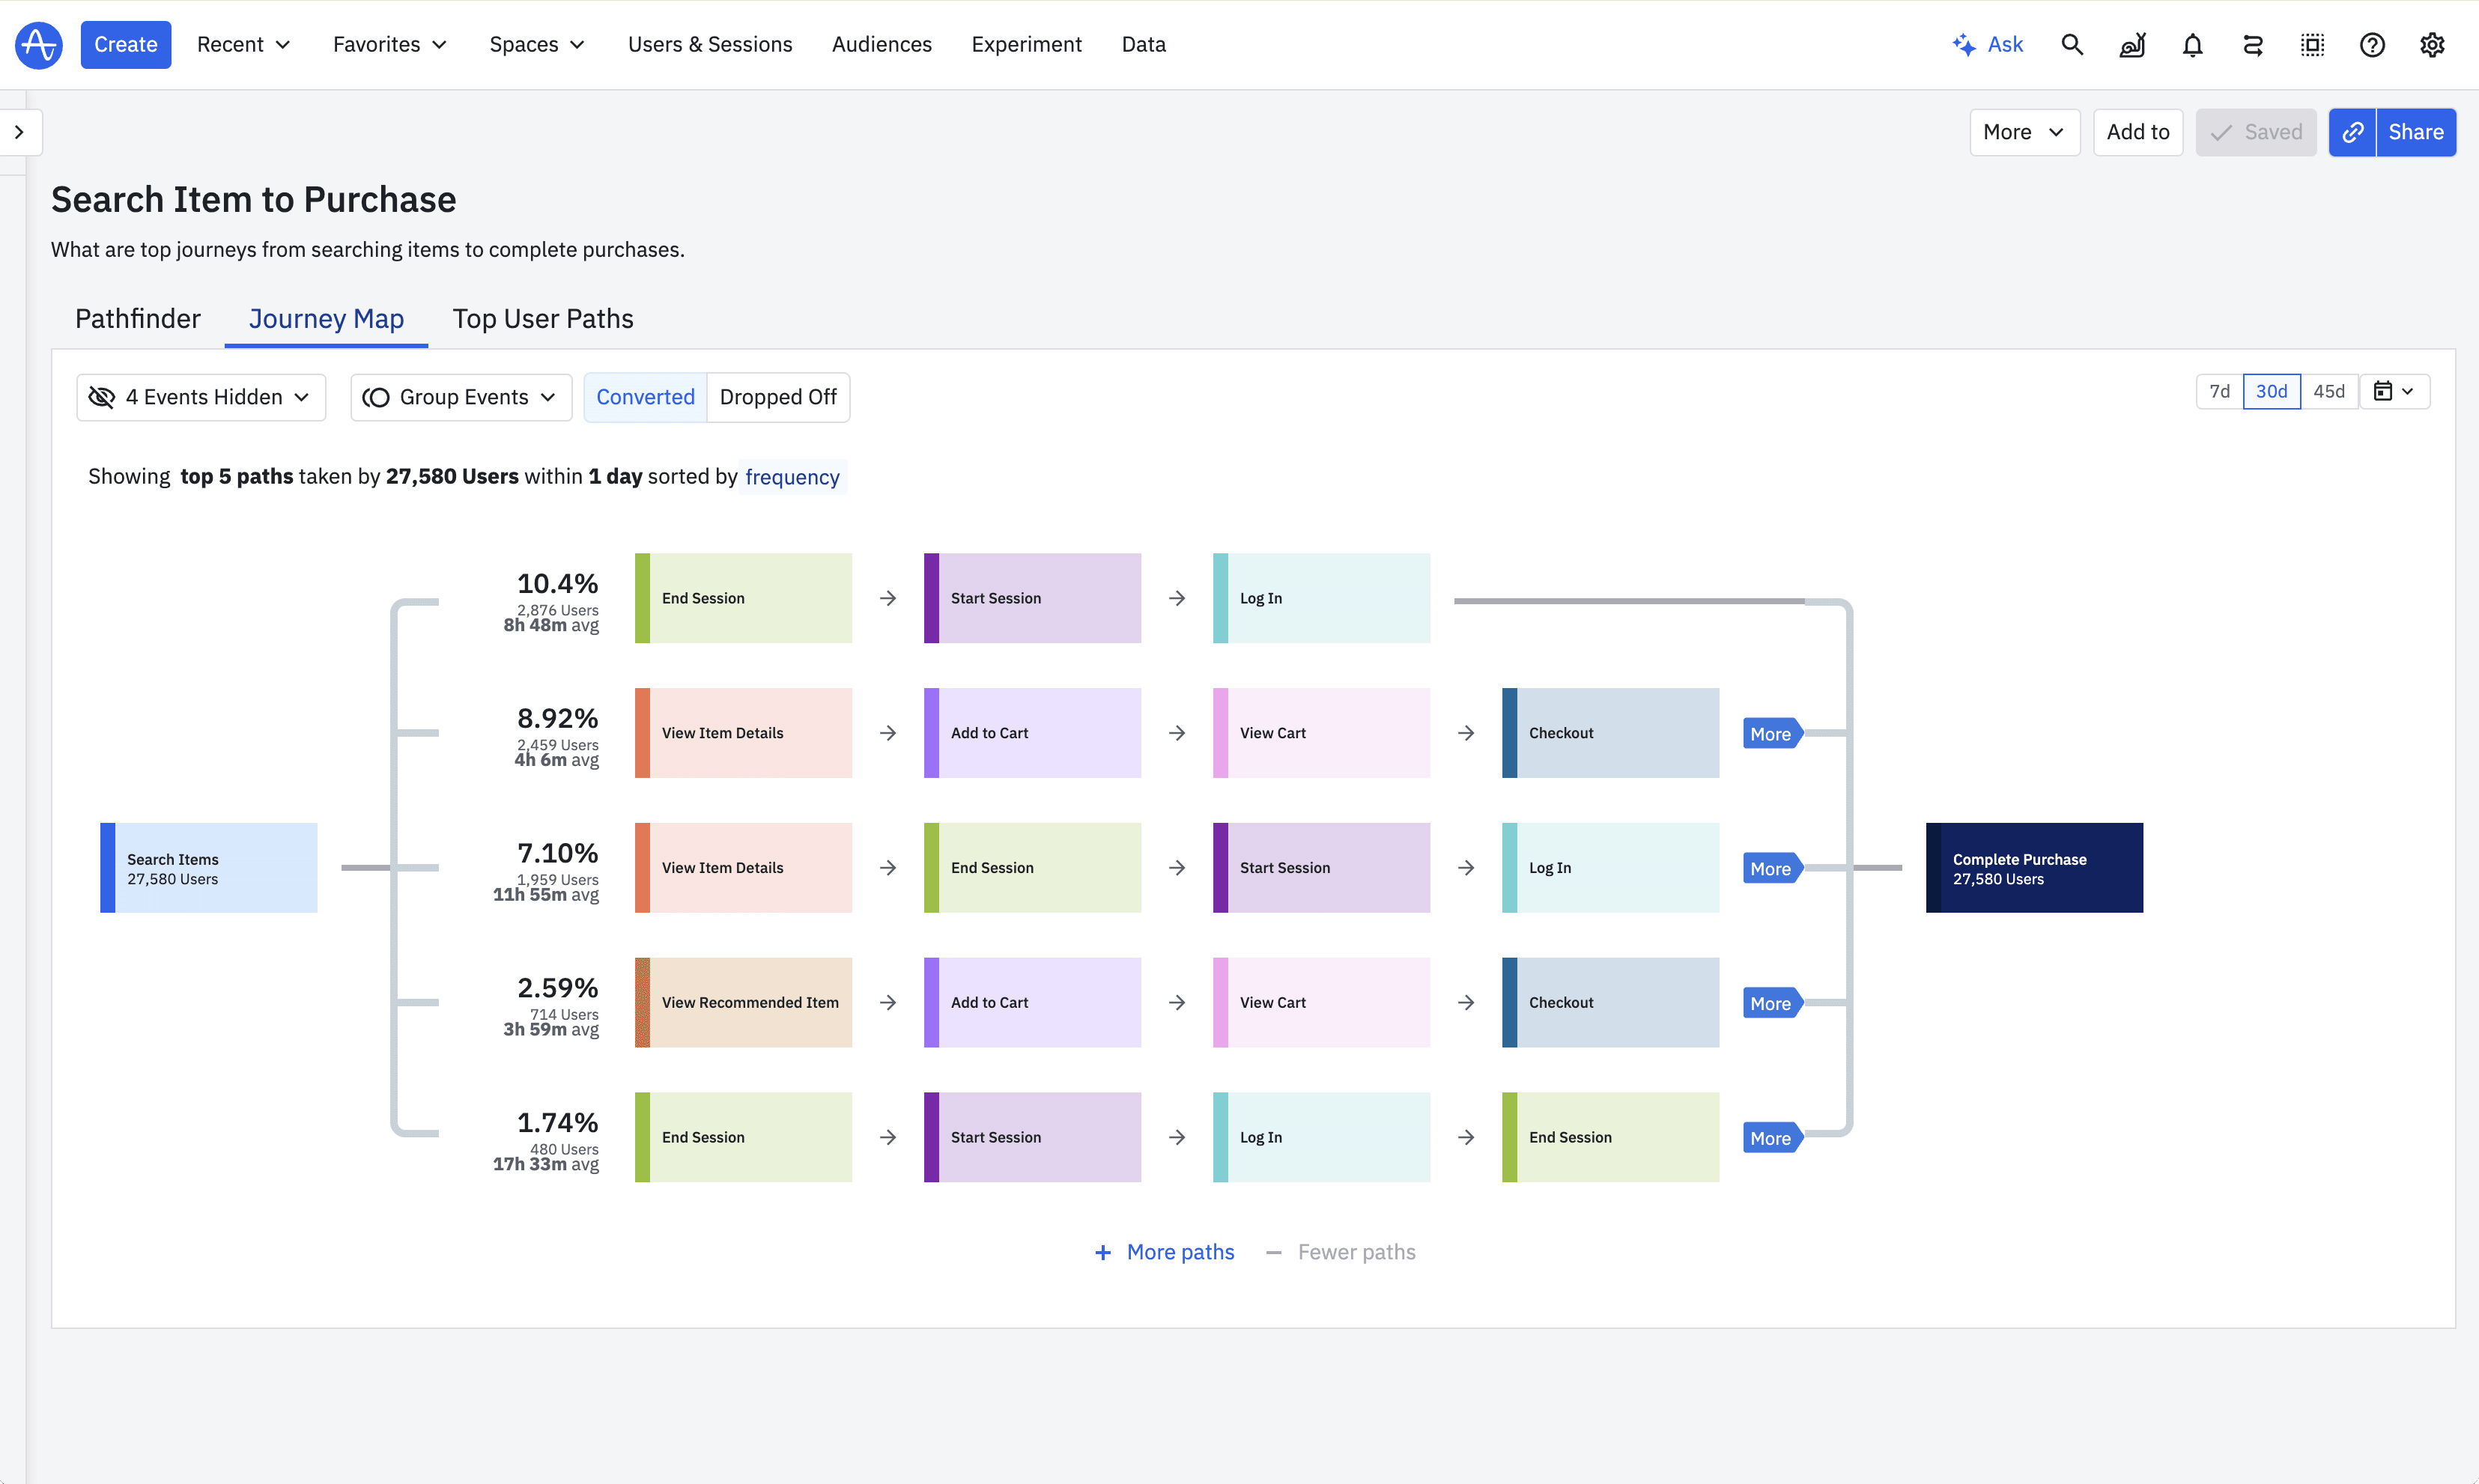 Create Recent Favorites Spaces Users & Sessions Audiences Experiment Data Ask
More Add to Saved Share
Search Item to Purchase
What are top journeys from searching items to complete purchases.
Pathfinder Journey Map Top User Paths
4 Events Hidden Group Events Converted Dropped Off 7d 30d 45d
Showing top 5 paths taken by 27,580 Users within 1 day sorted by frequency
10.4%
2,876 Users
8h 48m avg
End Session Start Session Log In
8.92%
2,459 Users
4h 6m avg
View Item Details Add to Cart View Cart Checkout More
Search Items
27,580 Users
7.10%
1,959 Users
11h 55m avg
View Item Details End Session Start Session Log In More
Complete Purchase
27,580 Users
2.59%
714 Users
3h 59m avg
View Recommended Item Add to Cart View Cart Checkout More
1.74%
480 Users
17h 33m avg
End Session Start Session Log In End Session More
+ More paths − Fewer paths